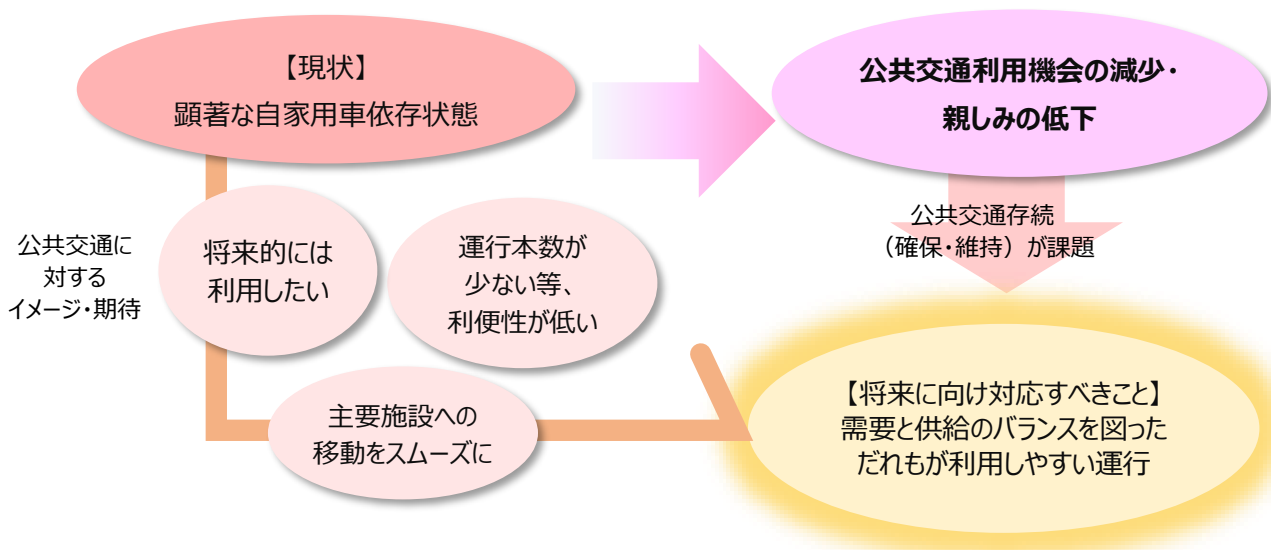 【現状】
顕著な自家用車依存状態
公共交通利用機会の減少・
親しみの低下
公共交通存続
（確保・維持）が課題
公共交通に
対する
イメージ・期待
将来的には
利用したい
運行本数が
少ない等、
利便性が低い
主要施設への
移動をスムーズに
【将来に向け対応すべきこと】
需要と供給のバランスを図った
だれもが利用しやすい運行